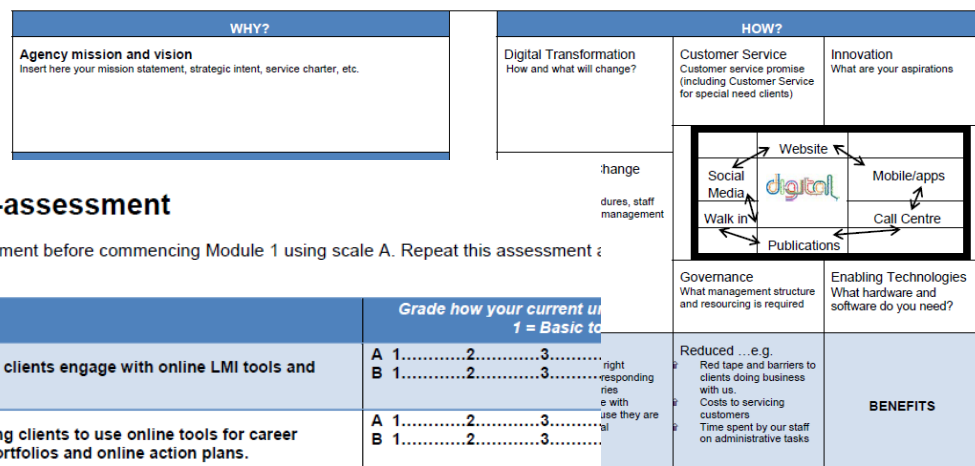 WHY?
Agency mission and vision
Insert here your mission statement, strategic intent, service charter, etc.
HOW?
Digital Transformation
How and what will change?
Customer Service
Customer service promise
(including Customer Service
for special need clients)
Innovation
What are your aspirations
hange
dures, staff
management
Website
Social
Media
digital
Mobile/apps
Walk in
Call Centre
Publications
Governance
What management structure
and resourcing is required
Enabling Technologies
What hardware and
software do you need?
-assessment
ment before commencing Module 1 using scale A. Repeat this assessment a
Grade how your current un
1 = Basic to
clients engage with online LMI tools and
A 1............2............3.........
B 1............2............3.........
ng clients to use online tools for career
ortfolios and online action plans.
A 1............2............3.........
B 1............2............3.........
right
responding
ries
e with
use they are
al
Reduced …e.g.
Red tape and barriers to
clients doing business
with us.
Costs to servicing
customers
Time spent by our staff
on administrative tasks
BENEFITS